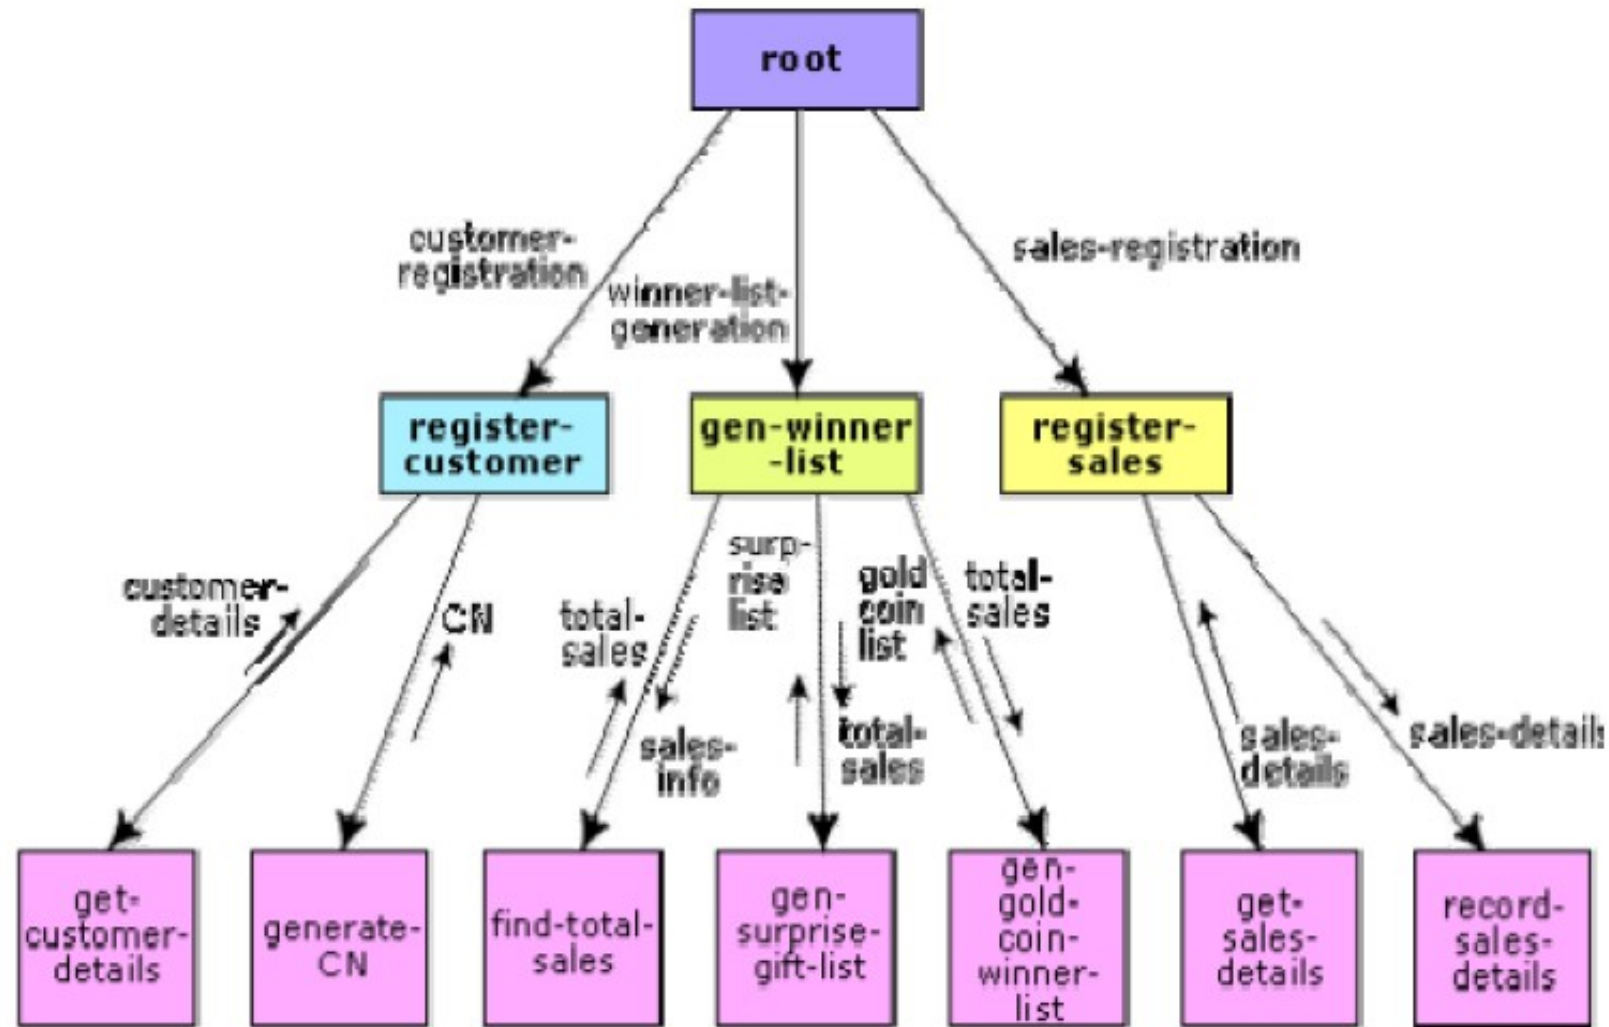 root
customer-
registration
winner-list-
generation
sales-registration
register-
customer
gen-winner
-list
register-
sales
customer-
details
CN
total-
sales
sales-
info
surp-
rise
list
total-
sales
gold
coin
list
total-
sales
sales-
details
sales-details
get-
customer-
details
generate-
CN
find-total-
sales
gen-
surprise-
gift-list
gen-
gold-
coin-
winner-
list
get-
sales-
details
record-
sales-
details